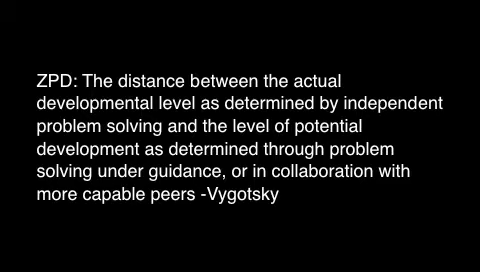 ZPD: The distance between the actual
developmental level as determined by independent
problem solving and the level of potential
development as determined through problem
solving under guidance, or in collaboration with
more capable peers -Vygotsky